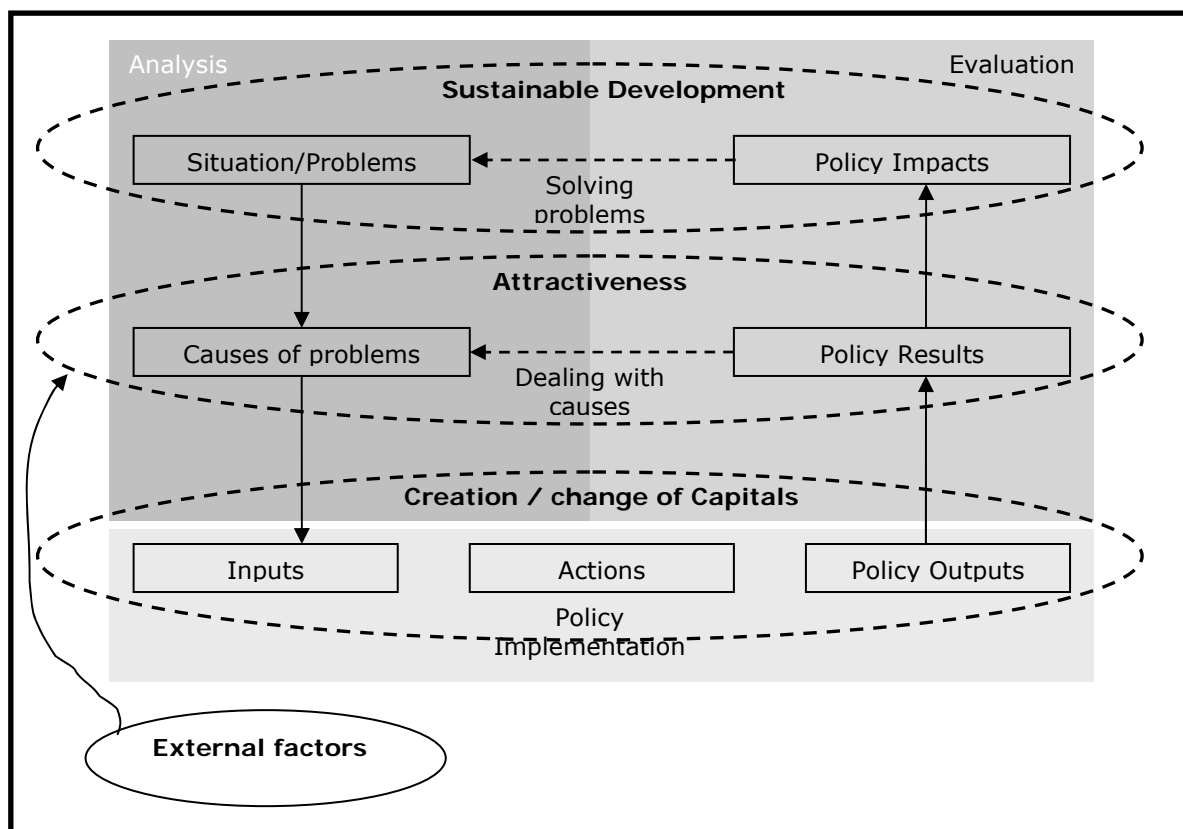 Analysis
Evaluation
Sustainable Development
Situation/Problems
Policy Impacts
Solving
problems
Attractiveness
Causes of problems
Policy Results
Dealing with
causes
Creation / change of Capitals
Inputs
Actions
Policy Outputs
Policy
Implementation
External factors